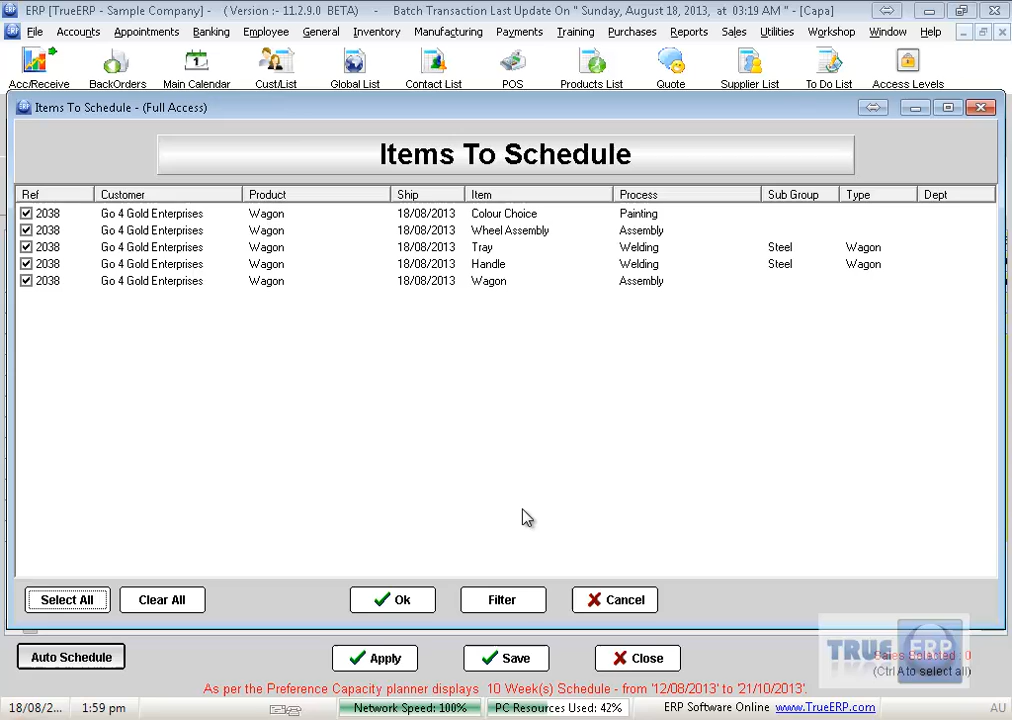 ERP [TrueERP - Sample Company] - ( Version :- 11.2.9.0 BETA) - Batch Transaction Last Update On " Sunday, August 18, 2013, at 03:19 AM " - [Capa]
File Accounts Appointments Banking Employee General Inventory Manufacturing Payments Training Purchases Reports Sales Utilities Workshop Window Help
Acc/Receive BackOrders Main Calendar Cust/List Global List Contact List POS Products List Quote Supplier List To Do List Access Levels
Items To Schedule - (Full Access)
Items To Schedule
Ref Customer Product Ship Item Process Sub Group Type Dept
2038 Go 4 Gold Enterprises Wagon 18/08/2013 Colour Choice Painting
2038 Go 4 Gold Enterprises Wagon 18/08/2013 Wheel Assembly Assembly
2038 Go 4 Gold Enterprises Wagon 18/08/2013 Tray Welding Steel Wagon
2038 Go 4 Gold Enterprises Wagon 18/08/2013 Handle Welding Steel Wagon
2038 Go 4 Gold Enterprises Wagon 18/08/2013 Wagon Assembly
Select All Clear All Ok Filter Cancel
Auto Schedule Apply Save Close
TRUE ERP
Sales Selected : 0
(Ctrl A to select all)
As per the Preference Capacity planner displays 10 Week(s) Schedule - from '12/08/2013' to '21/10/2013'.
18/08/2... 1:59 pm Network Speed: 100% PC Resources Used: 42% ERP Software Online www.TrueERP.com AU